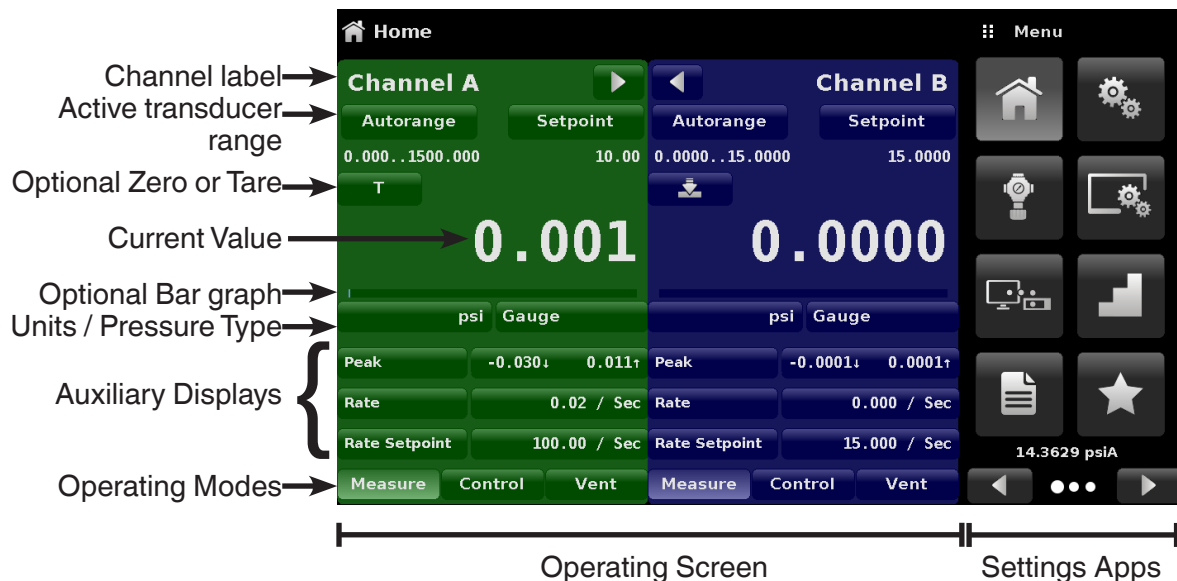 Home
Menu
Channel label
Channel A
Channel B
Active transducer
range
Autorange
Setpoint
Autorange
Setpoint
0.000..1500.000
10.00
0.0000..15.0000
15.0000
Optional Zero or Tare
T
Current Value
0.001
0.0000
Optional Bar graph
Units / Pressure Type
psi
Gauge
psi
Gauge
Auxiliary Displays
Peak
-0.030↓ 0.011↑
Peak
-0.0001↓ 0.0001↑
Rate
0.02 / Sec
Rate
0.000 / Sec
Rate Setpoint
100.00 / Sec
Rate Setpoint
15.000 / Sec
14.3629 psiA
Operating Modes
Measure
Control
Vent
Measure
Control
Vent
Operating Screen
Settings Apps